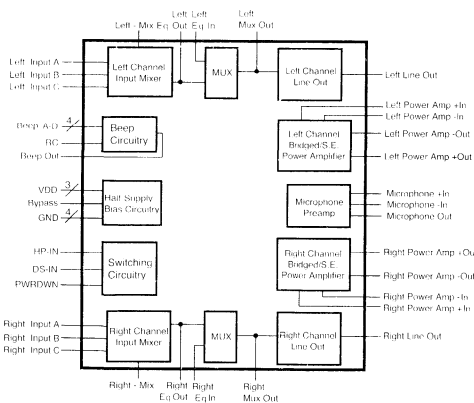 Left - Mix
Left
Eq Out
Left
Eq In
Left
Mux Out
Left Input A
Left Input B
Left Input C
Left Channel
Input Mixer
MUX
Left Channel
Line Out
Left Line Out
Left Power Amp +In
Left Power Amp -In
Beep A-D
4
RC
Beep Out
Beep
Circuitry
Left Channel
Bridged/S.E.
Power Amplifier
Left Power Amp -Out
Left Power Amp +Out
VDD
3
Bypass
GND
4
Half Supply
Bias Circuitry
Microphone
Preamp
Microphone +In
Microphone -In
Microphone Out
HP-IN
DS-IN
PWRDWN
Switching
Circuitry
Right Channel
Bridged/S.E.
Power Amplifier
Right Power Amp +Out
Right Power Amp -Out
Right Power Amp -In
Right Power Amp +In
Right Input A
Right Input B
Right Input C
Right Channel
Input Mixer
MUX
Right Channel
Line Out
Right Line Out
Right - Mix
Right
Eq Out
Right
Eq In
Right
Mux Out